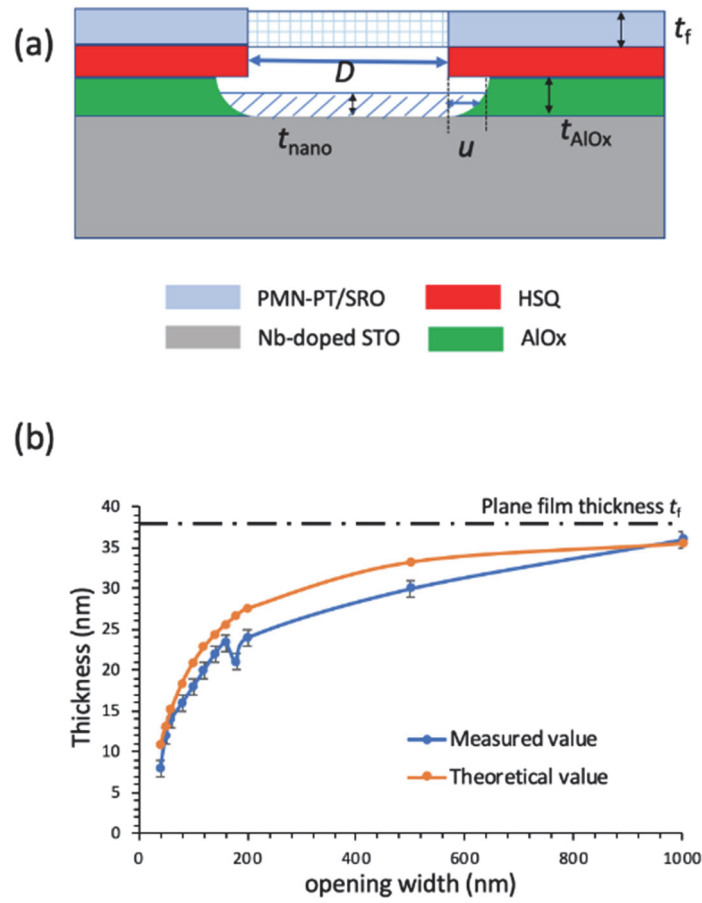 (a)
t_f
D
t_nano
u
t_AlOx
PMN-PT/SRO
HSQ
Nb-doped STO
AlOx
(b)
40
35
30
25
20
15
10
5
0
Thickness (nm)
Plane film thickness t_f
Measured value
Theoretical value
0
200
400
600
800
1000
opening width (nm)